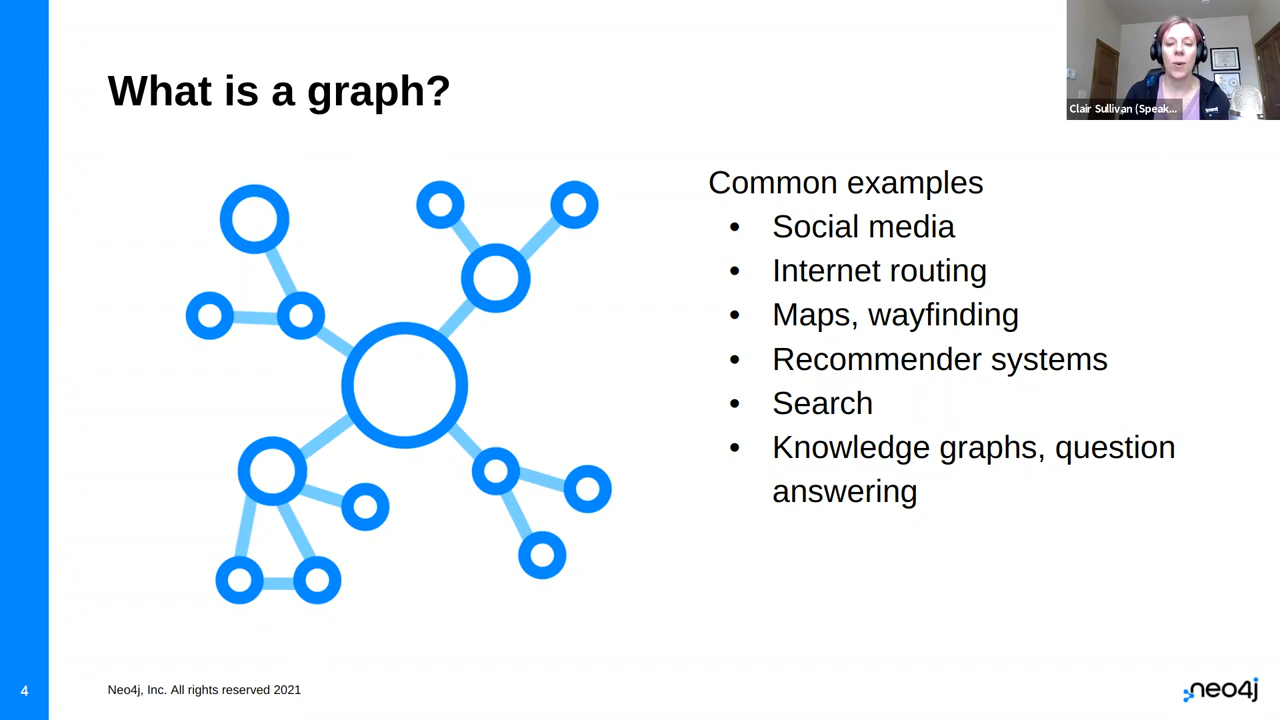 What is a graph?
Clair Sullivan (Speak...
Common examples
• Social media
• Internet routing
• Maps, wayfinding
• Recommender systems
• Search
• Knowledge graphs, question
answering
4
Neo4j, Inc. All rights reserved 2021
neo4j